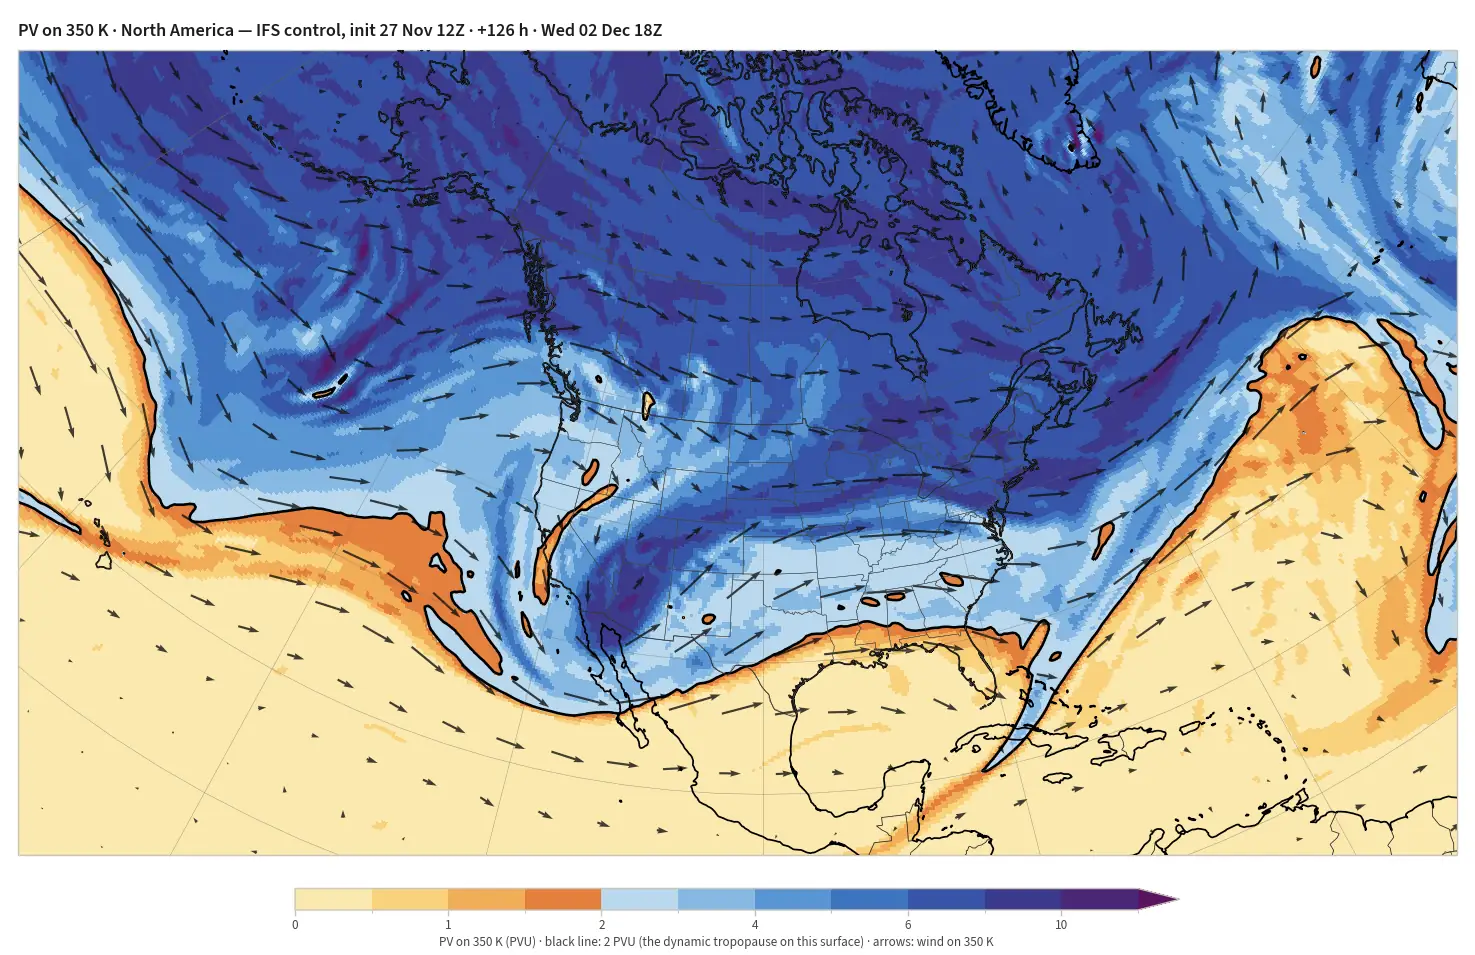 PV on 350 K · North America — IFS control, init 27 Nov 12Z · +126 h · Wed 02 Dec 18Z
0 1 2 4 6 10
PV on 350 K (PVU) · black line: 2 PVU (the dynamic tropopause on this surface) · arrows: wind on 350 K